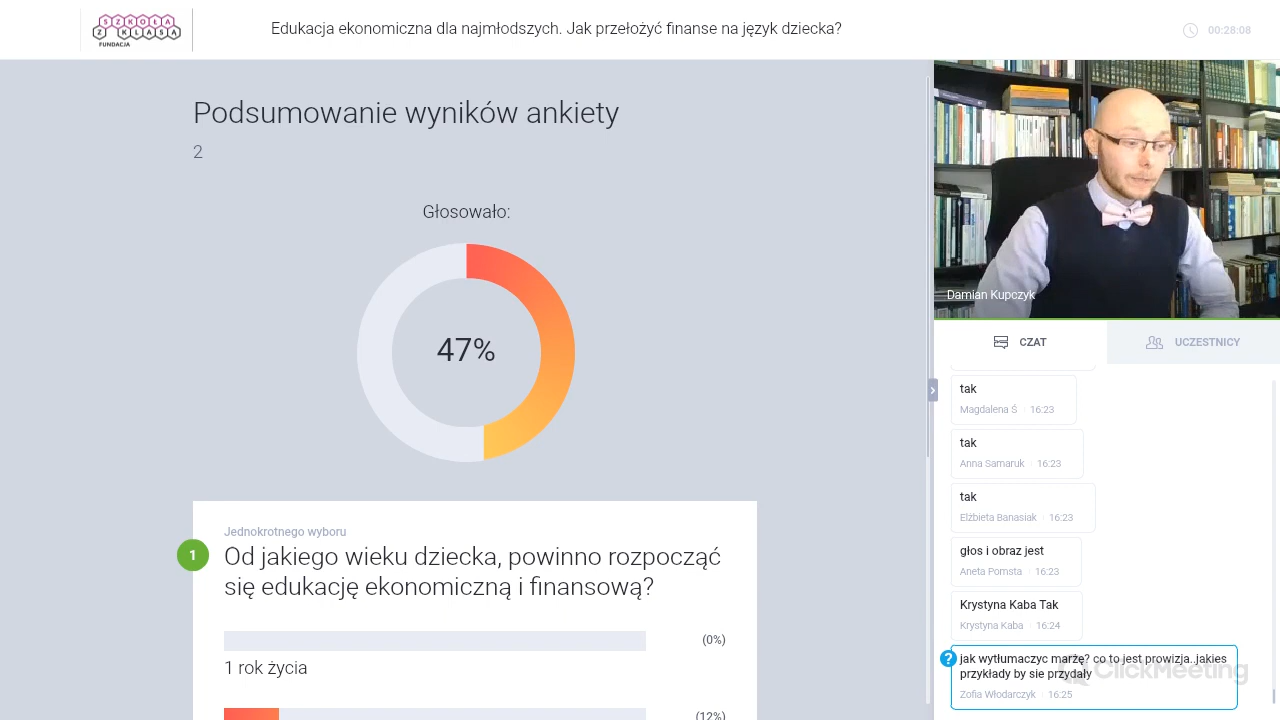 SZKOŁA
Z KLASĄ
FUNDACJA
Edukacja ekonomiczna dla najmłodszych. Jak przełożyć finanse na język dziecka?
00:28:08
Podsumowanie wyników ankiety
2
Głosowało:
47%
1
Jednokrotnego wyboru
Od jakiego wieku dziecka, powinno rozpocząć
się edukację ekonomiczną i finansową?
(0%)
1 rok życia
(12%)
Damian Kupczyk
CZAT
UCZESTNICY
tak
Magdalena Ś 16:23
tak
Anna Samaruk 16:23
tak
Elżbieta Banasiak 16:23
głos i obraz jest
Aneta Pomsta 16:23
Krystyna Kaba Tak
Krystyna Kaba 16:24
?
jak wytłumaczyc marżę? co to jest prowizja..jakies
przykłady by sie przydały
Zofia Włodarczyk 16:25
ClickMeeting